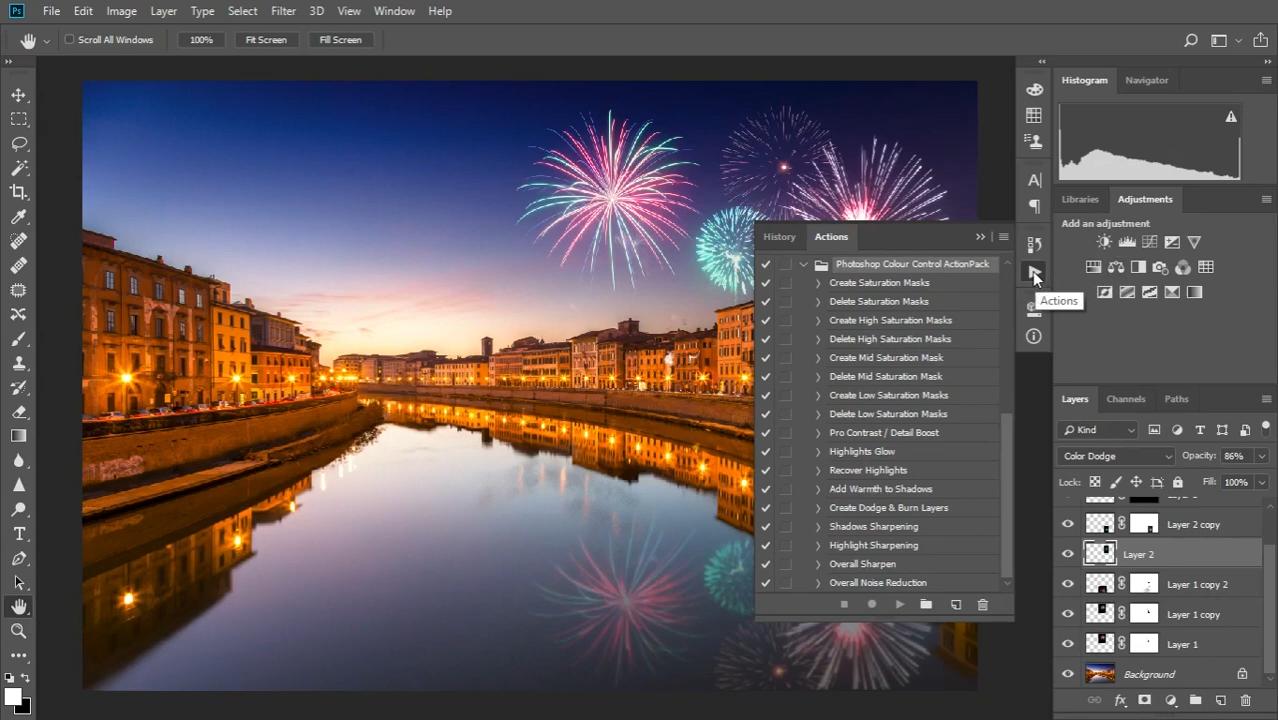 Ps File Edit Image Layer Type Select Filter 3D View Window Help
Scroll All Windows 100% Fit Screen Fill Screen
Histogram Navigator
Libraries Adjustments
Add an adjustment
History Actions
Photoshop Colour Control ActionPack
Create Saturation Masks
Delete Saturation Masks
Create High Saturation Masks
Delete High Saturation Masks
Create Mid Saturation Mask
Delete Mid Saturation Mask
Create Low Saturation Masks
Delete Low Saturation Masks
Pro Contrast / Detail Boost
Highlights Glow
Recover Highlights
Add Warmth to Shadows
Create Dodge & Burn Layers
Shadows Sharpening
Highlight Sharpening
Overall Sharpen
Overall Noise Reduction
Actions
Layers Channels Paths
Kind
Color Dodge Opacity: 86%
Lock: Fill: 100%
Layer 2 copy
Layer 2
Layer 1 copy 2
Layer 1 copy
Layer 1
Background